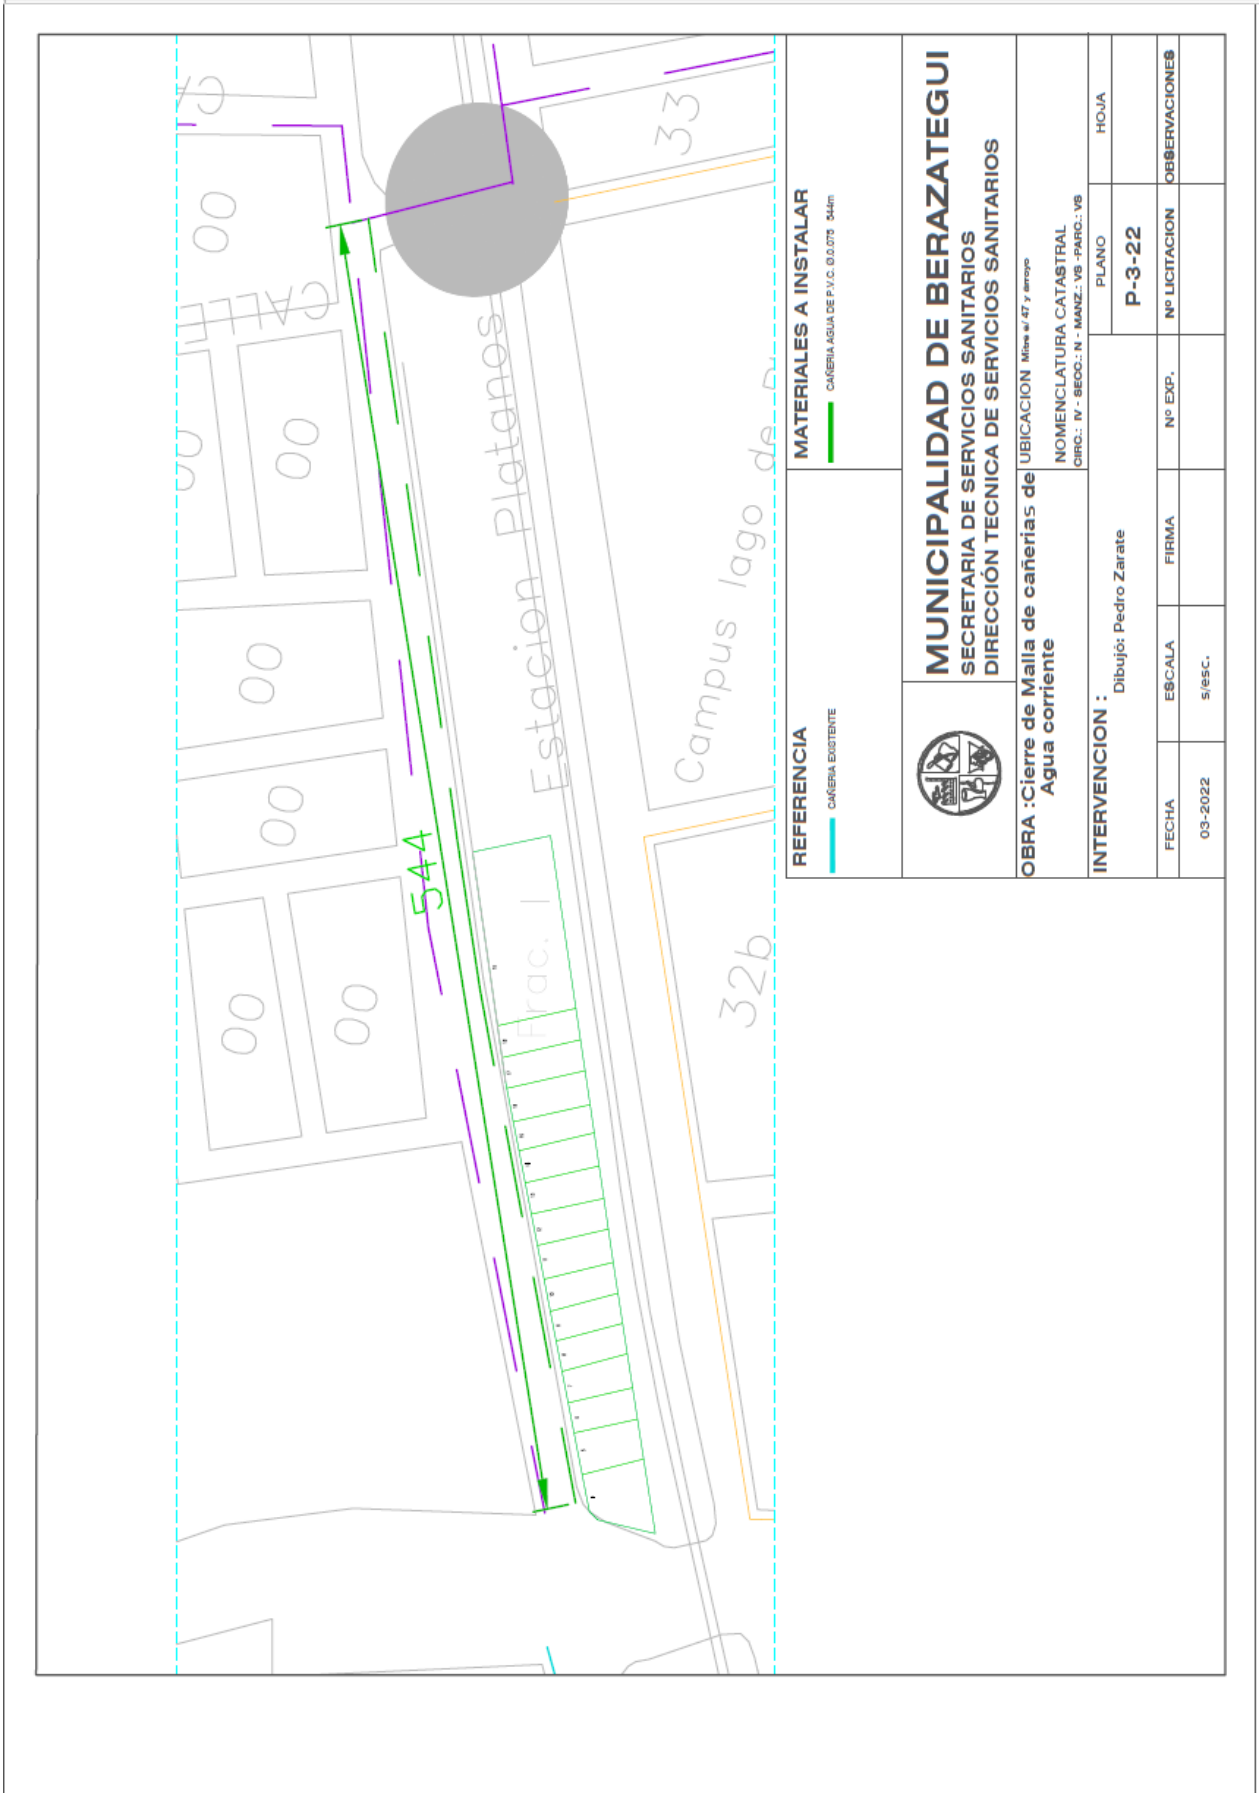 CALLE
00
00
00
00
00
00
544
Estacion Platanos
Frac. I
Campus lago de
33
32b
REFERENCIA
CAÑERIA EXISTENTE
MATERIALES A INSTALAR
CAÑERIA AGUA DE P.V.C. Ø.0.075 544m
MUNICIPALIDAD DE BERAZATEGUI
SECRETARIA DE SERVICIOS SANITARIOS
DIRECCIÓN TECNICA DE SERVICIOS SANITARIOS
OBRA :Cierre de Malla de cañerias de
Agua corriente
UBICACION Mitre e/ 47 y arroyo
NOMENCLATURA CATASTRAL
CIRC.: IV - SECC.: N - MANZ.: VS -PARC.: VS
INTERVENCION :
Dibujó: Pedro Zarate
PLANO
P-3-22
HOJA
FECHA
03-2022
ESCALA
s/esc.
FIRMA
Nº EXP.
Nº LICITACION
OBSERVACIONES